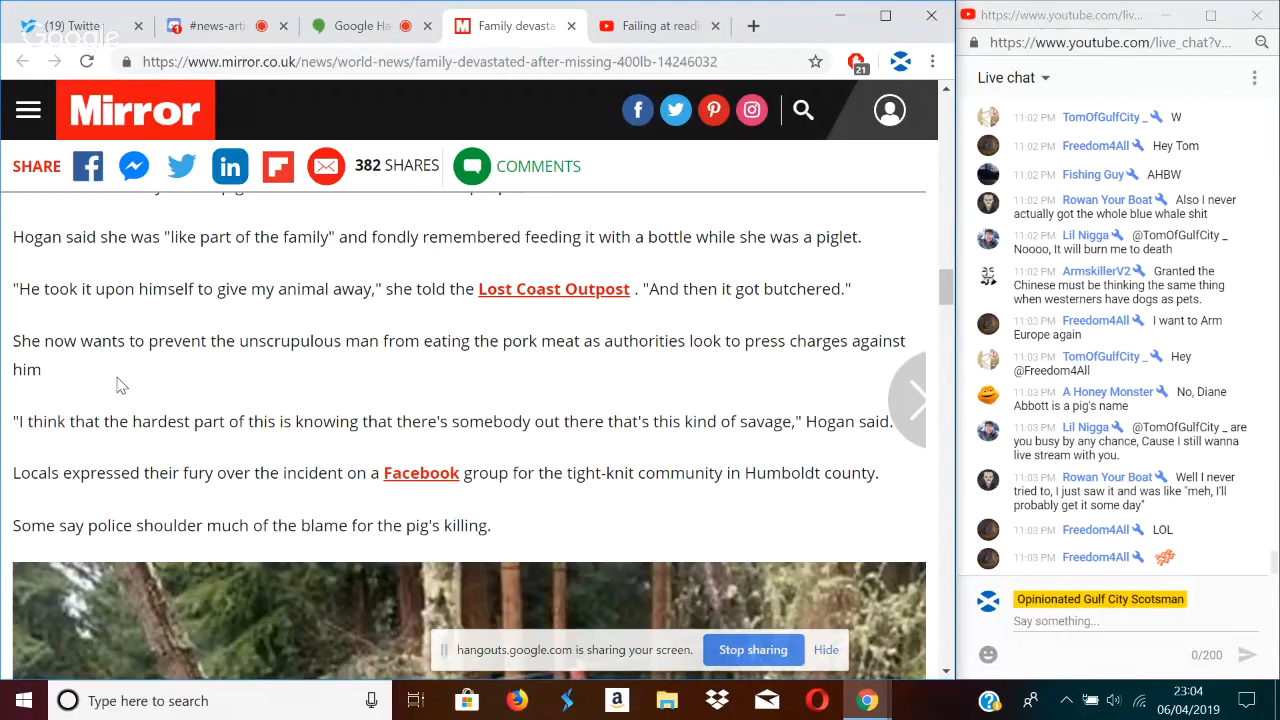 (19) Twitte
#news-arti
Google Ha
Family devasta
Failing at readi
Google
https://www.mirror.co.uk/news/world-news/family-devastated-after-missing-400lb-14246032
21
Mirror
SHARE
382 SHARES
COMMENTS
Hogan said she was "like part of the family" and fondly remembered feeding it with a bottle while she was a piglet.
"He took it upon himself to give my animal away," she told the Lost Coast Outpost . "And then it got butchered."
She now wants to prevent the unscrupulous man from eating the pork meat as authorities look to press charges against
him
"I think that the hardest part of this is knowing that there's somebody out there that's this kind of savage," Hogan said.
Locals expressed their fury over the incident on a Facebook group for the tight-knit community in Humboldt county.
Some say police shoulder much of the blame for the pig's killing.
hangouts.google.com is sharing your screen.
Stop sharing
Hide
https://www.youtube.com/liv...
https://www.youtube.com/live_chat?v...
Live chat
11:02 PM TomOfGulfCity _ W
11:02 PM Freedom4All Hey Tom
11:02 PM Fishing Guy AHBW
11:02 PM Rowan Your Boat Also I never
actually got the whole blue whale shit
11:02 PM Lil Nigga @TomOfGulfCity _
Noooo, It will burn me to death
11:02 PM ArmskillerV2 Granted the
Chinese must be thinking the same thing
when westerners have dogs as pets.
11:03 PM Freedom4All I want to Arm
Europe again
11:03 PM TomOfGulfCity _ Hey
@Freedom4All
11:03 PM A Honey Monster No, Diane
Abbott is a pig's name
11:03 PM Lil Nigga @TomOfGulfCity _ are
you busy by any chance, Cause I still wanna
live stream with you.
11:03 PM Rowan Your Boat Well I never
tried to, I just saw it and was like "meh, I'll
probably get it some day"
11:03 PM Freedom4All LOL
11:03 PM Freedom4All
Opinionated Gulf City Scotsman
Say something...
0/200
Type here to search
23:04
06/04/2019